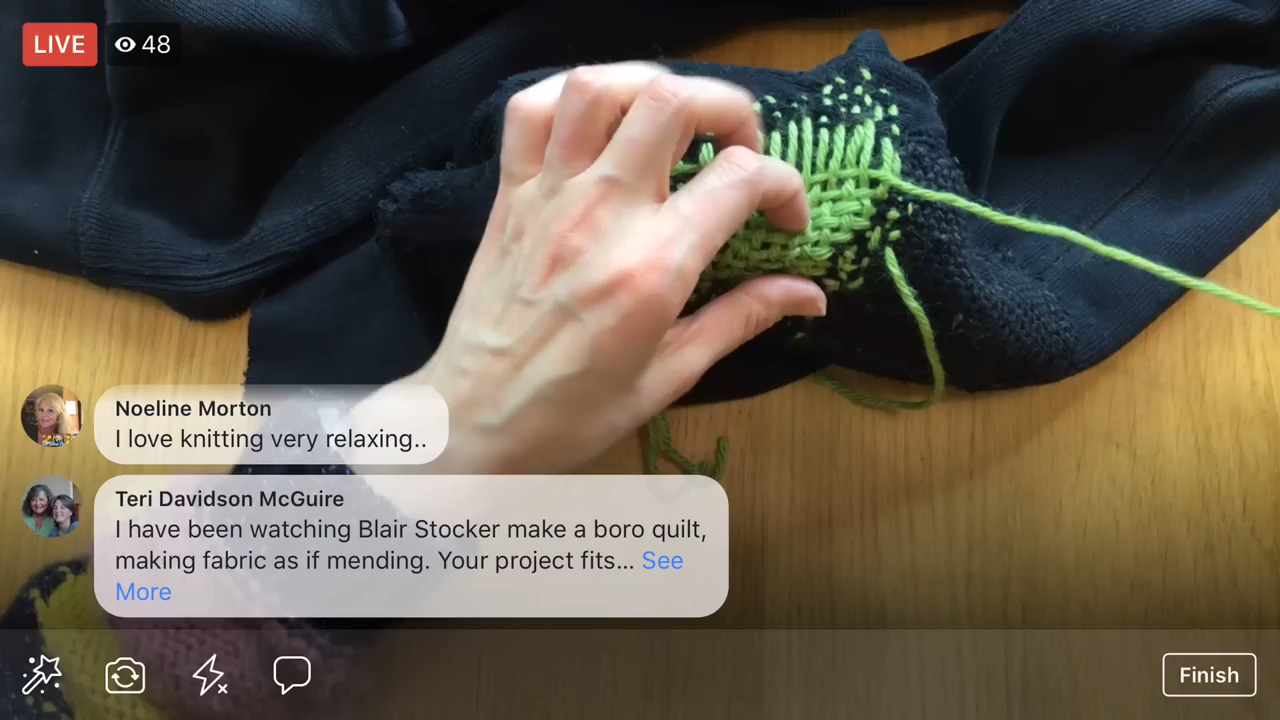 LIVE 48
Noeline Morton
I love knitting very relaxing..
Teri Davidson McGuire
I have been watching Blair Stocker make a boro quilt,
making fabric as if mending. Your project fits... See
More
Finish